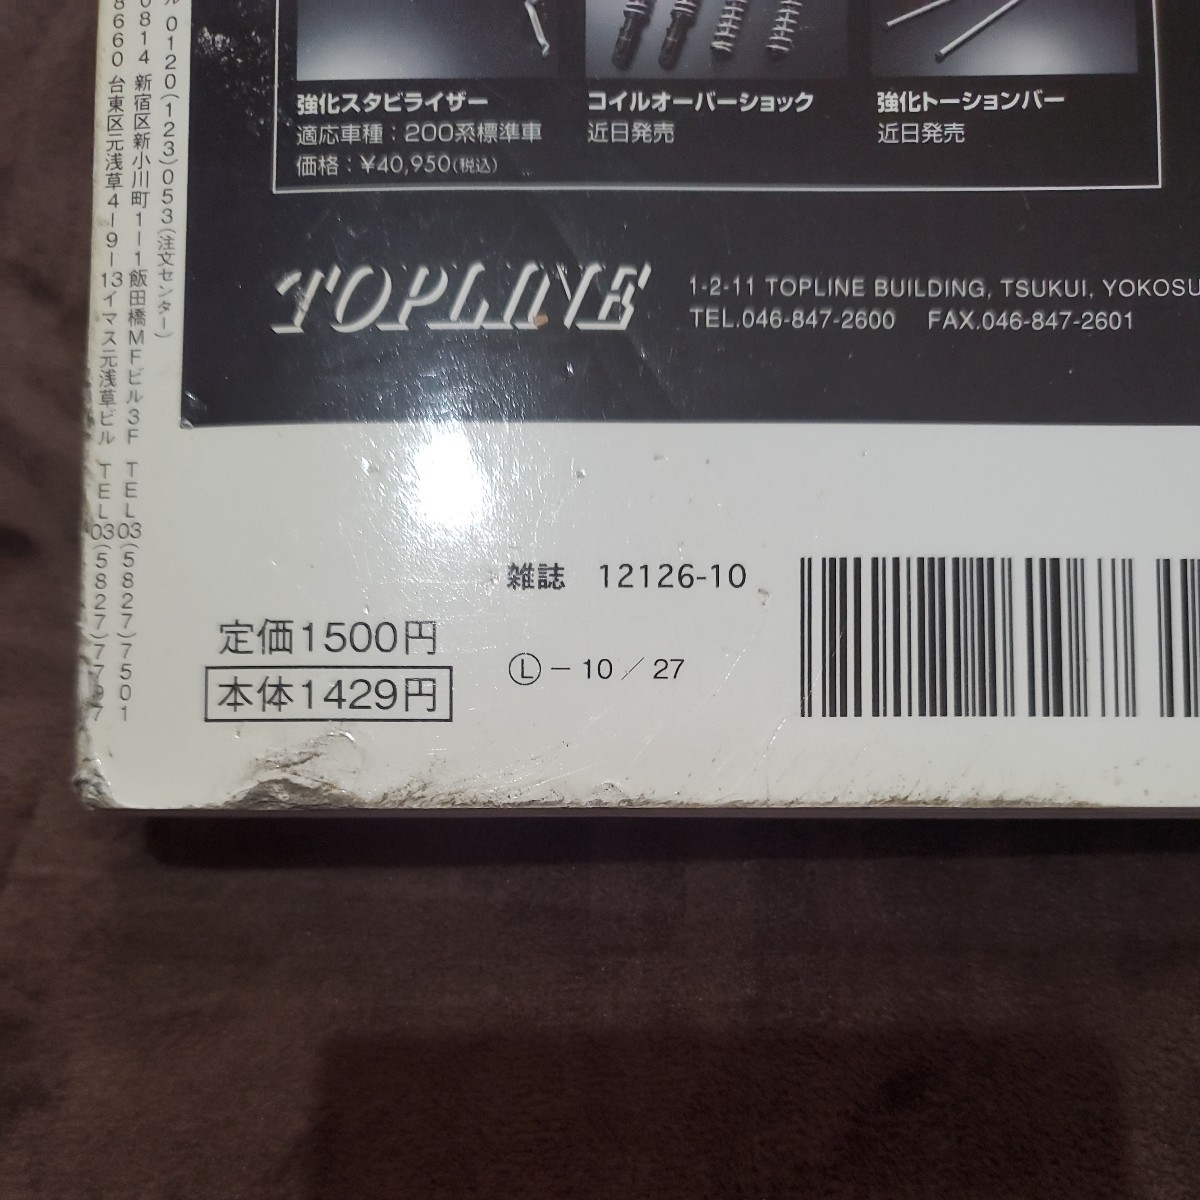 強化スタビライザー
適応車種：200系標準車
価格：¥40,950(税込)
コイルオーバーショック
近日発売
強化トーションバー
近日発売
TOPLINE
1-2-11 TOPLINE BUILDING, TSUKUI, YOKOSU
TEL.046-847-2600 FAX.046-847-2601
ル 0120(123)053(注文センター)
0814 新宿区新小川町1-1飯田橋MFビル3F TEL03(5827)7501
8660 台東区元浅草4-9-13イマス元浅草ビル TEL03(5827)7797
雑誌 12126-10
定価1500円
本体1429円
Ⓛ-10/27